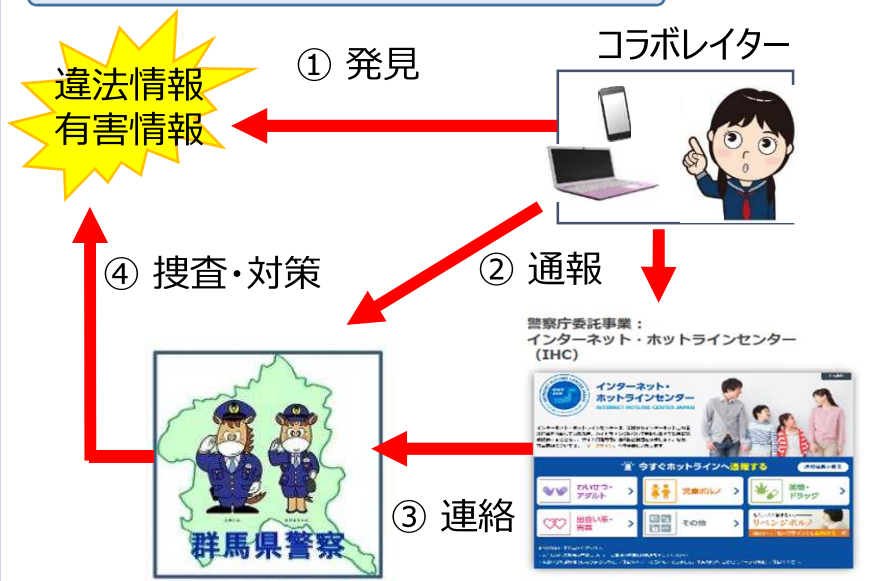 コラボレイター
① 発見
違法情報
有害情報
② 通報
④ 捜査・対策
警察庁委託事業：
インターネット・ホットラインセンター
（IHC）
インターネット・
ホットラインセンター
INTERNET HOTLINE CENTER JAPAN
今すぐホットラインへ通報する
わいせつ・
アダルト
児童ポルノ
薬物・
ドラッグ
出会い系・
売春
その他
リベンジポルノ
③ 連絡
群馬県警察